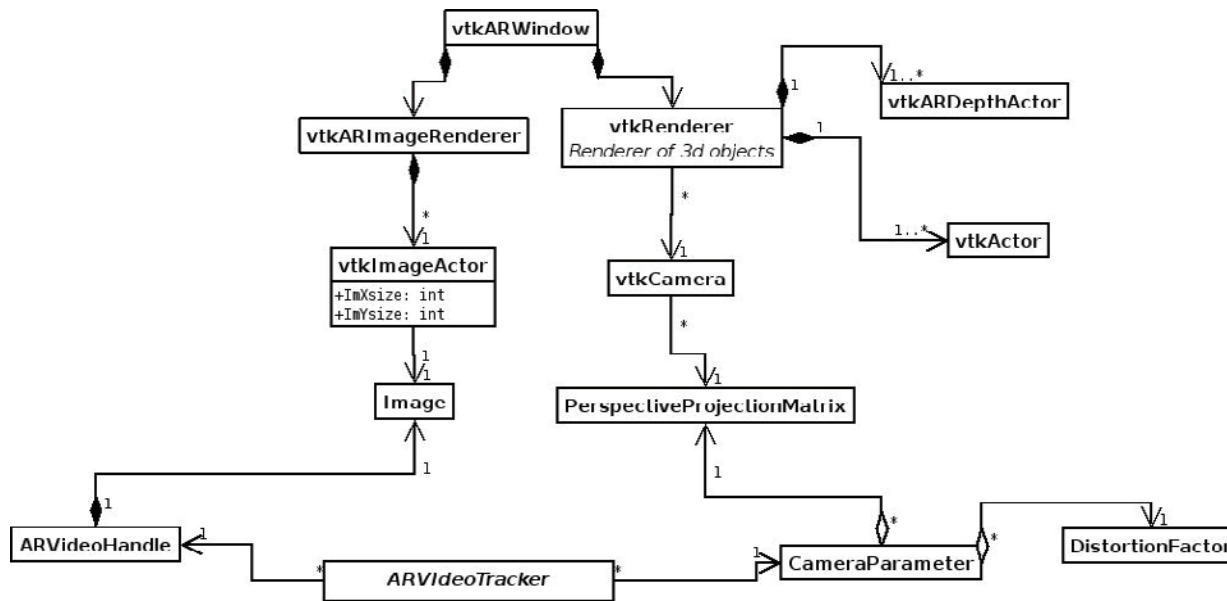 vtkARWindow
1
1..*
vtkARDepthActor
vtkARImageRenderer
vtkRenderer
Renderer of 3d objects
1
*
*
1
1..*
vtkActor
vtkImageActor
+ImXsize: int
+ImYsize: int
1
vtkCamera
*
1
1
1
Image
PerspectiveProjectionMatrix
1
1
1
*
*
1
1
ARVideoHandle
1
DistortionFactor
CameraParameter
*
ARVIdeoTracker
*